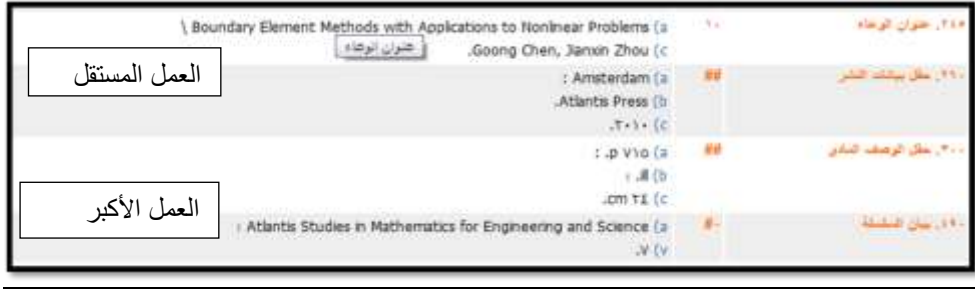 ٢٤٥. عنوان الوعاء ١٠ a) Boundary Element Methods with Applications to Nonlinear Problems \
c) Goong Chen, Jianxin Zhou.
عنوان الوعاء
العمل المستقل
حقل بيانات النشر ## a) Amsterdam :
b) Atlantis Press.
c) ٢٠١٠.
٣٠٠. حقل الوصف المادي ## a) ٧١٥ p. :
b) ill. ;
c) ٢٤ cm.
العمل الأكبر
بيان السلسلة #٠ a) Atlantis Studies in Mathematics for Engineering and Science ;
v) ٧.